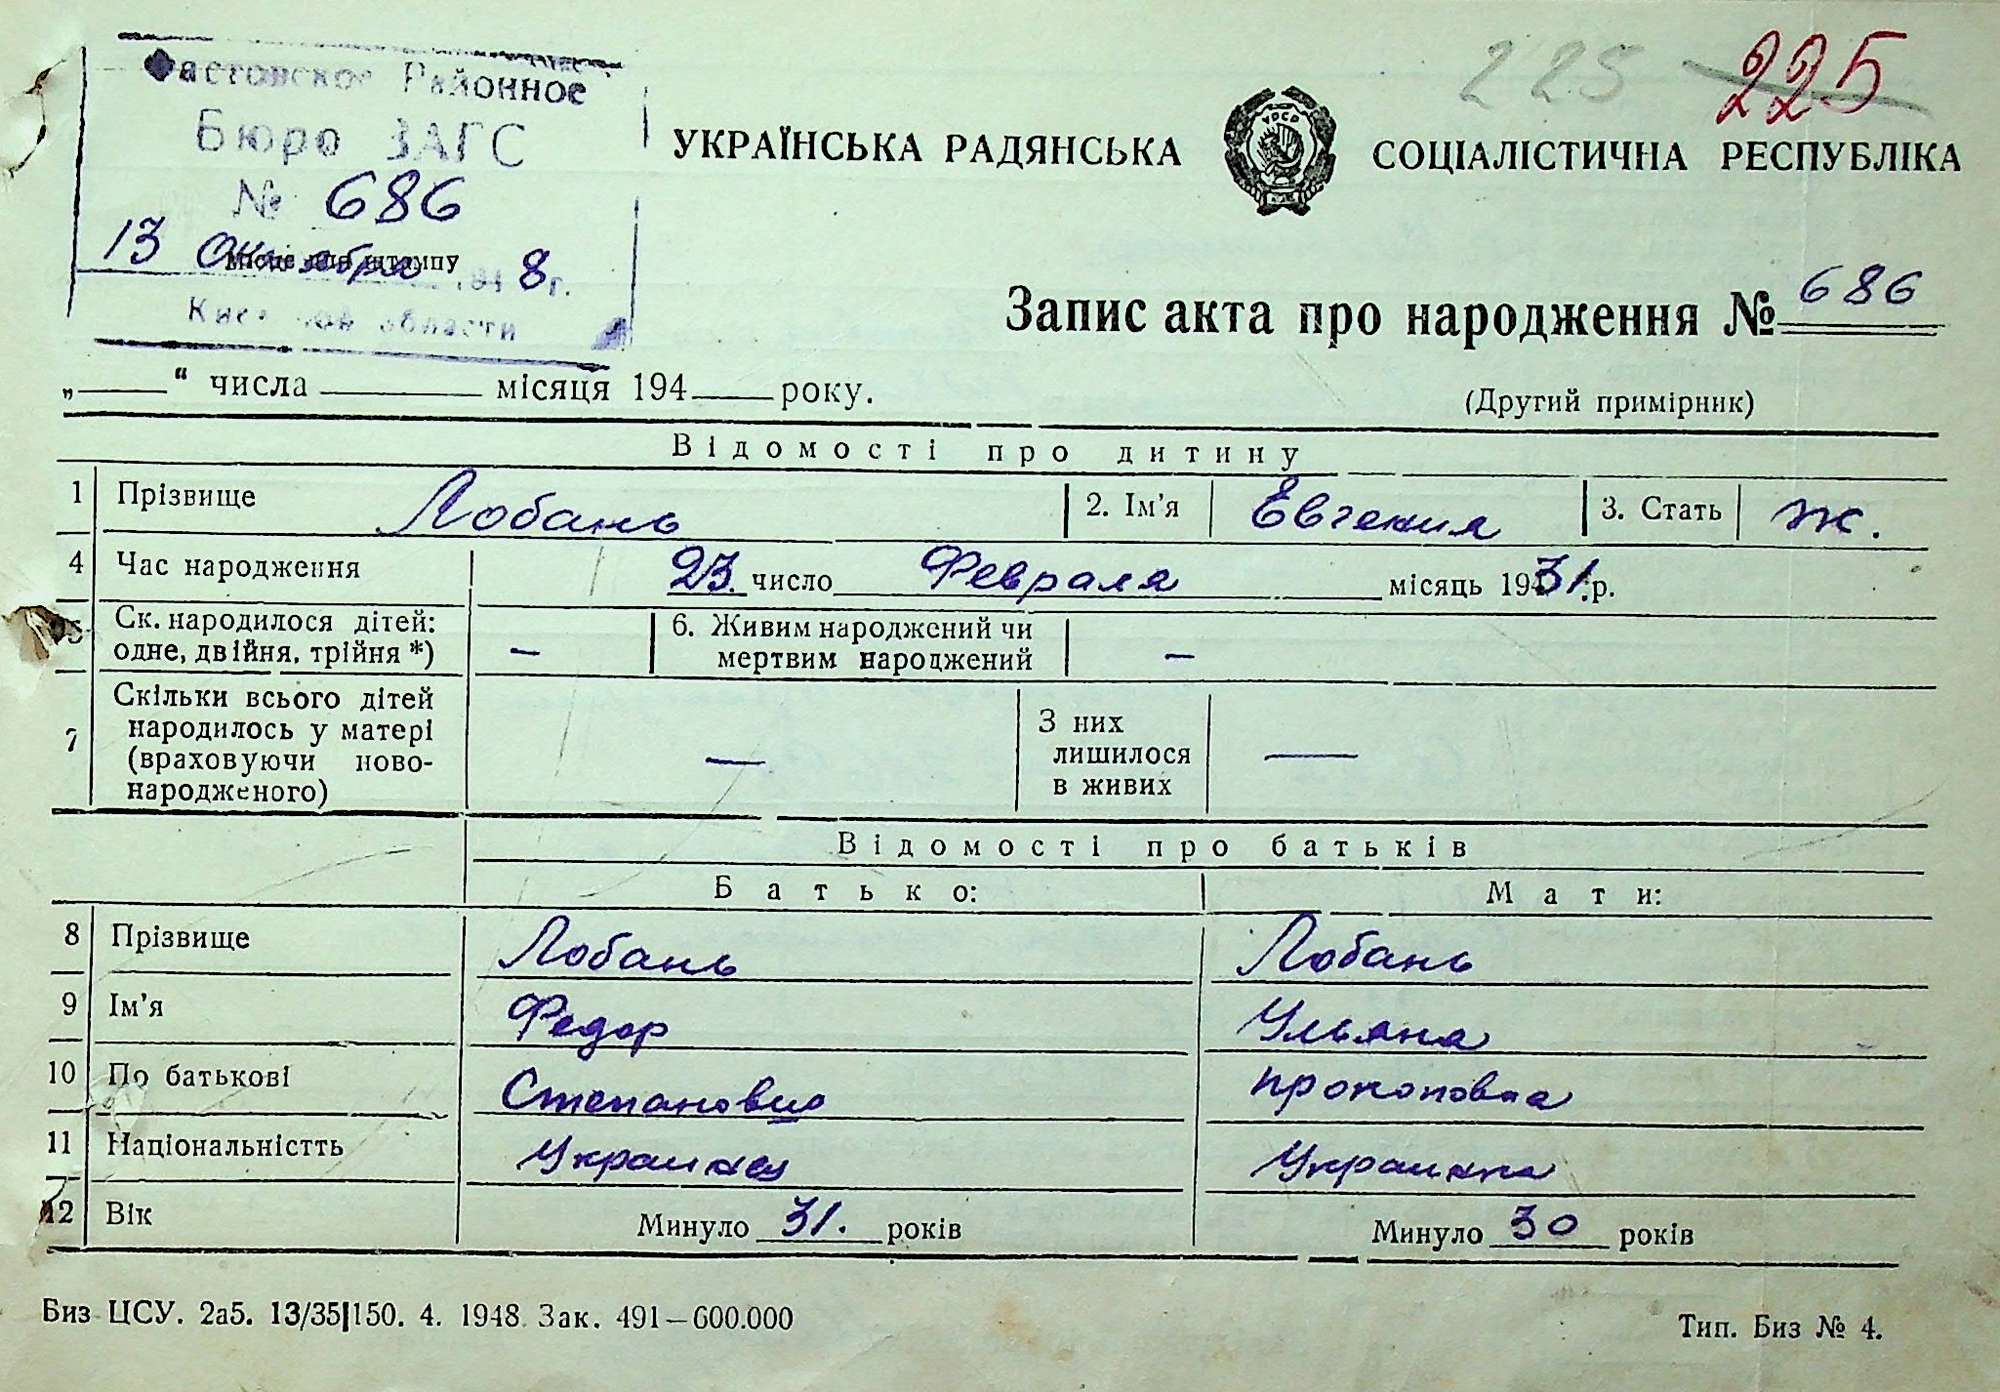 225 225
Фастовское Районное
Бюро ЗАГС
№ 686
13 Октября 1948 г.
Місце для штампу
Киевской области
УКРАЇНСЬКА РАДЯНСЬКА СОЦІАЛІСТИЧНА РЕСПУБЛІКА
УРСР
Запис акта про народження № 686
„ “ числа місяця 194 року.
(Другий примірник)
Відомості про дитину
1 Прізвище Лобань 2. Ім'я Евгения 3. Стать Ж.
4 Час народження 23. число Февраля місяць 1931. р.
5 Ск. народилося дітей: одне, двійня, трійня *) — 6. Живим народжений чи мертвим народжений —
7 Скільки всього дітей народилось у матері (враховуючи ново-народженого) — З них лишилося в живих —
Відомості про батьків
Батько: Мати:
8 Прізвище Лобань Лобань
9 Ім'я Федор Ульяна
10 По батькові Степанович Прокоповна
11 Національністть Украинец Украинка
12 Вік Минуло 31. років Минуло 30 років
Биз ЦСУ. 2а5. 13/35|150. 4. 1948. Зак. 491—600.000
Тип. Биз № 4.